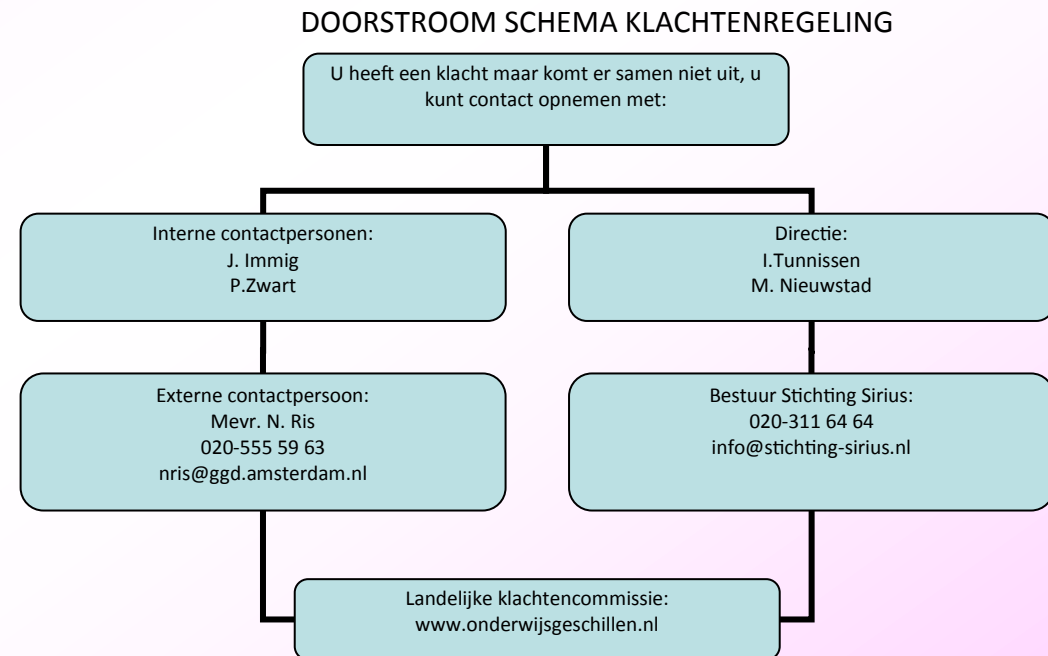 DOORSTROOM SCHEMA KLACHTENREGELING
U heeft een klacht maar komt er samen niet uit, u
kunt contact opnemen met:
Interne contactpersonen:
J. Immig
P.Zwart
Directie:
I.Tunnissen
M. Nieuwstad
Externe contactpersoon:
Mevr. N. Ris
020-555 59 63
nris@ggd.amsterdam.nl
Bestuur Stichting Sirius:
020-311 64 64
info@stichting-sirius.nl
Landelijke klachtencommissie:
www.onderwijsgeschillen.nl